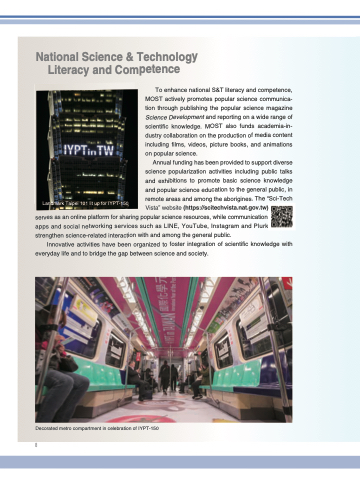 National Science & Technology
Literacy and Competence
To enhance national S&T literacy and competence,
MOST actively promotes popular science communica-
tion through publishing the popular science magazine
Science Development and reporting on a wide range of
scientific knowledge. MOST also funds academia-in-
dustry collaboration on the production of media content
including films, videos, picture books, and animations
on popular science.
Annual funding has been provided to support diverse
science popularization activities including public talks
and exhibitions to promote basic science knowledge
and popular science education to the general public, in
remote areas and among the aborigines. The "Sci-Tech
Vista" website (https://scitechvista.nat.gov.tw)
serves as an online platform for sharing popular science resources, while communication
apps and social networking services such as LINE, YouTube, Instagram and Plurk
strengthen science-related interaction with and among the general public.
Innovative activities have been organized to foster integration of scientific knowledge with
everyday life and to bridge the gap between science and society.
IYPTinTW
Landmark Taipei 101 lit up for IYPT-150
Decorated metro compartment in celebration of IYPT-150